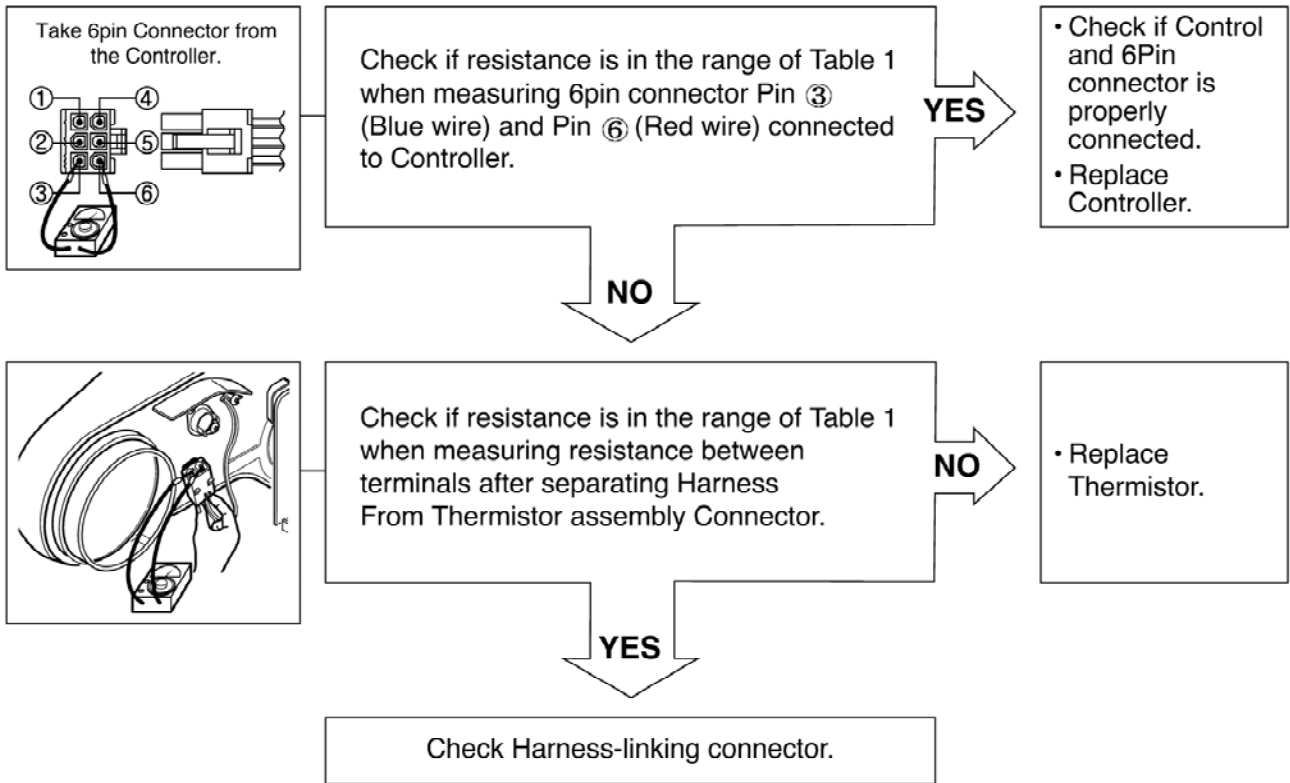 Take 6pin Connector from
the Controller.
①
④
②
⑤
③
⑥
Check if resistance is in the range of Table 1
when measuring 6pin connector Pin ③
(Blue wire) and Pin ⑥ (Red wire) connected
to Controller.
YES
• Check if Control
and 6Pin
connector is
properly
connected.
• Replace
Controller.
NO
Check if resistance is in the range of Table 1
when measuring resistance between
terminals after separating Harness
From Thermistor assembly Connector.
NO
• Replace
Thermistor.
YES
Check Harness-linking connector.